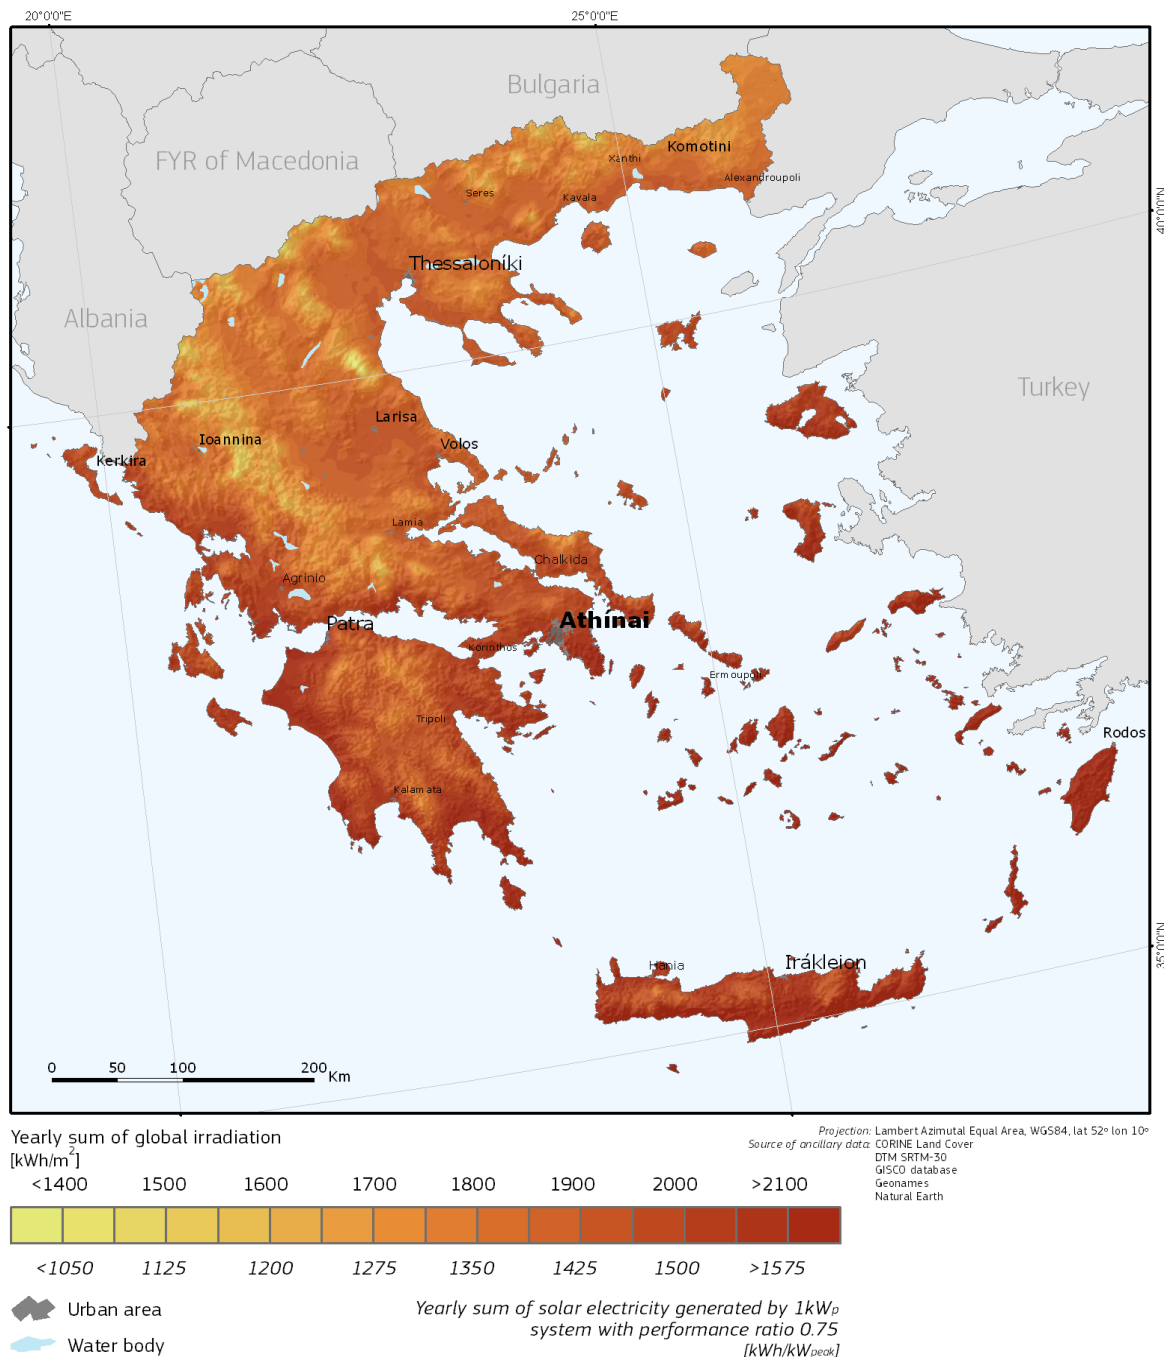 20°0'0"E
25°0'0"E
Bulgaria
FYR of Macedonia
Komotini
Xanthi
Alexandroupoli
Seres
Kavala
40°0'0"N
Thessaloníki
Albania
Turkey
Larisa
Ioannina
Volos
Kerkira
Lamia
Chalkida
Agrinio
Athínai
Patra
Korinthos
Ermoupoli
Tripoli
Rodos
Kalamata
35°0'0"N
Hania
Irákleion
0 50 100 200 Km
Yearly sum of global irradiation
[kWh/m²]
<1400 1500 1600 1700 1800 1900 2000 >2100
<1050 1125 1200 1275 1350 1425 1500 >1575
Projection: Lambert Azimutal Equal Area, WGS84, lat 52º lon 10º
Source of ancillary data: CORINE Land Cover
DTM SRTM-30
GISCO database
Geonames
Natural Earth
Urban area
Water body
Yearly sum of solar electricity generated by 1kWp
system with performance ratio 0.75
[kWh/kWpeak]